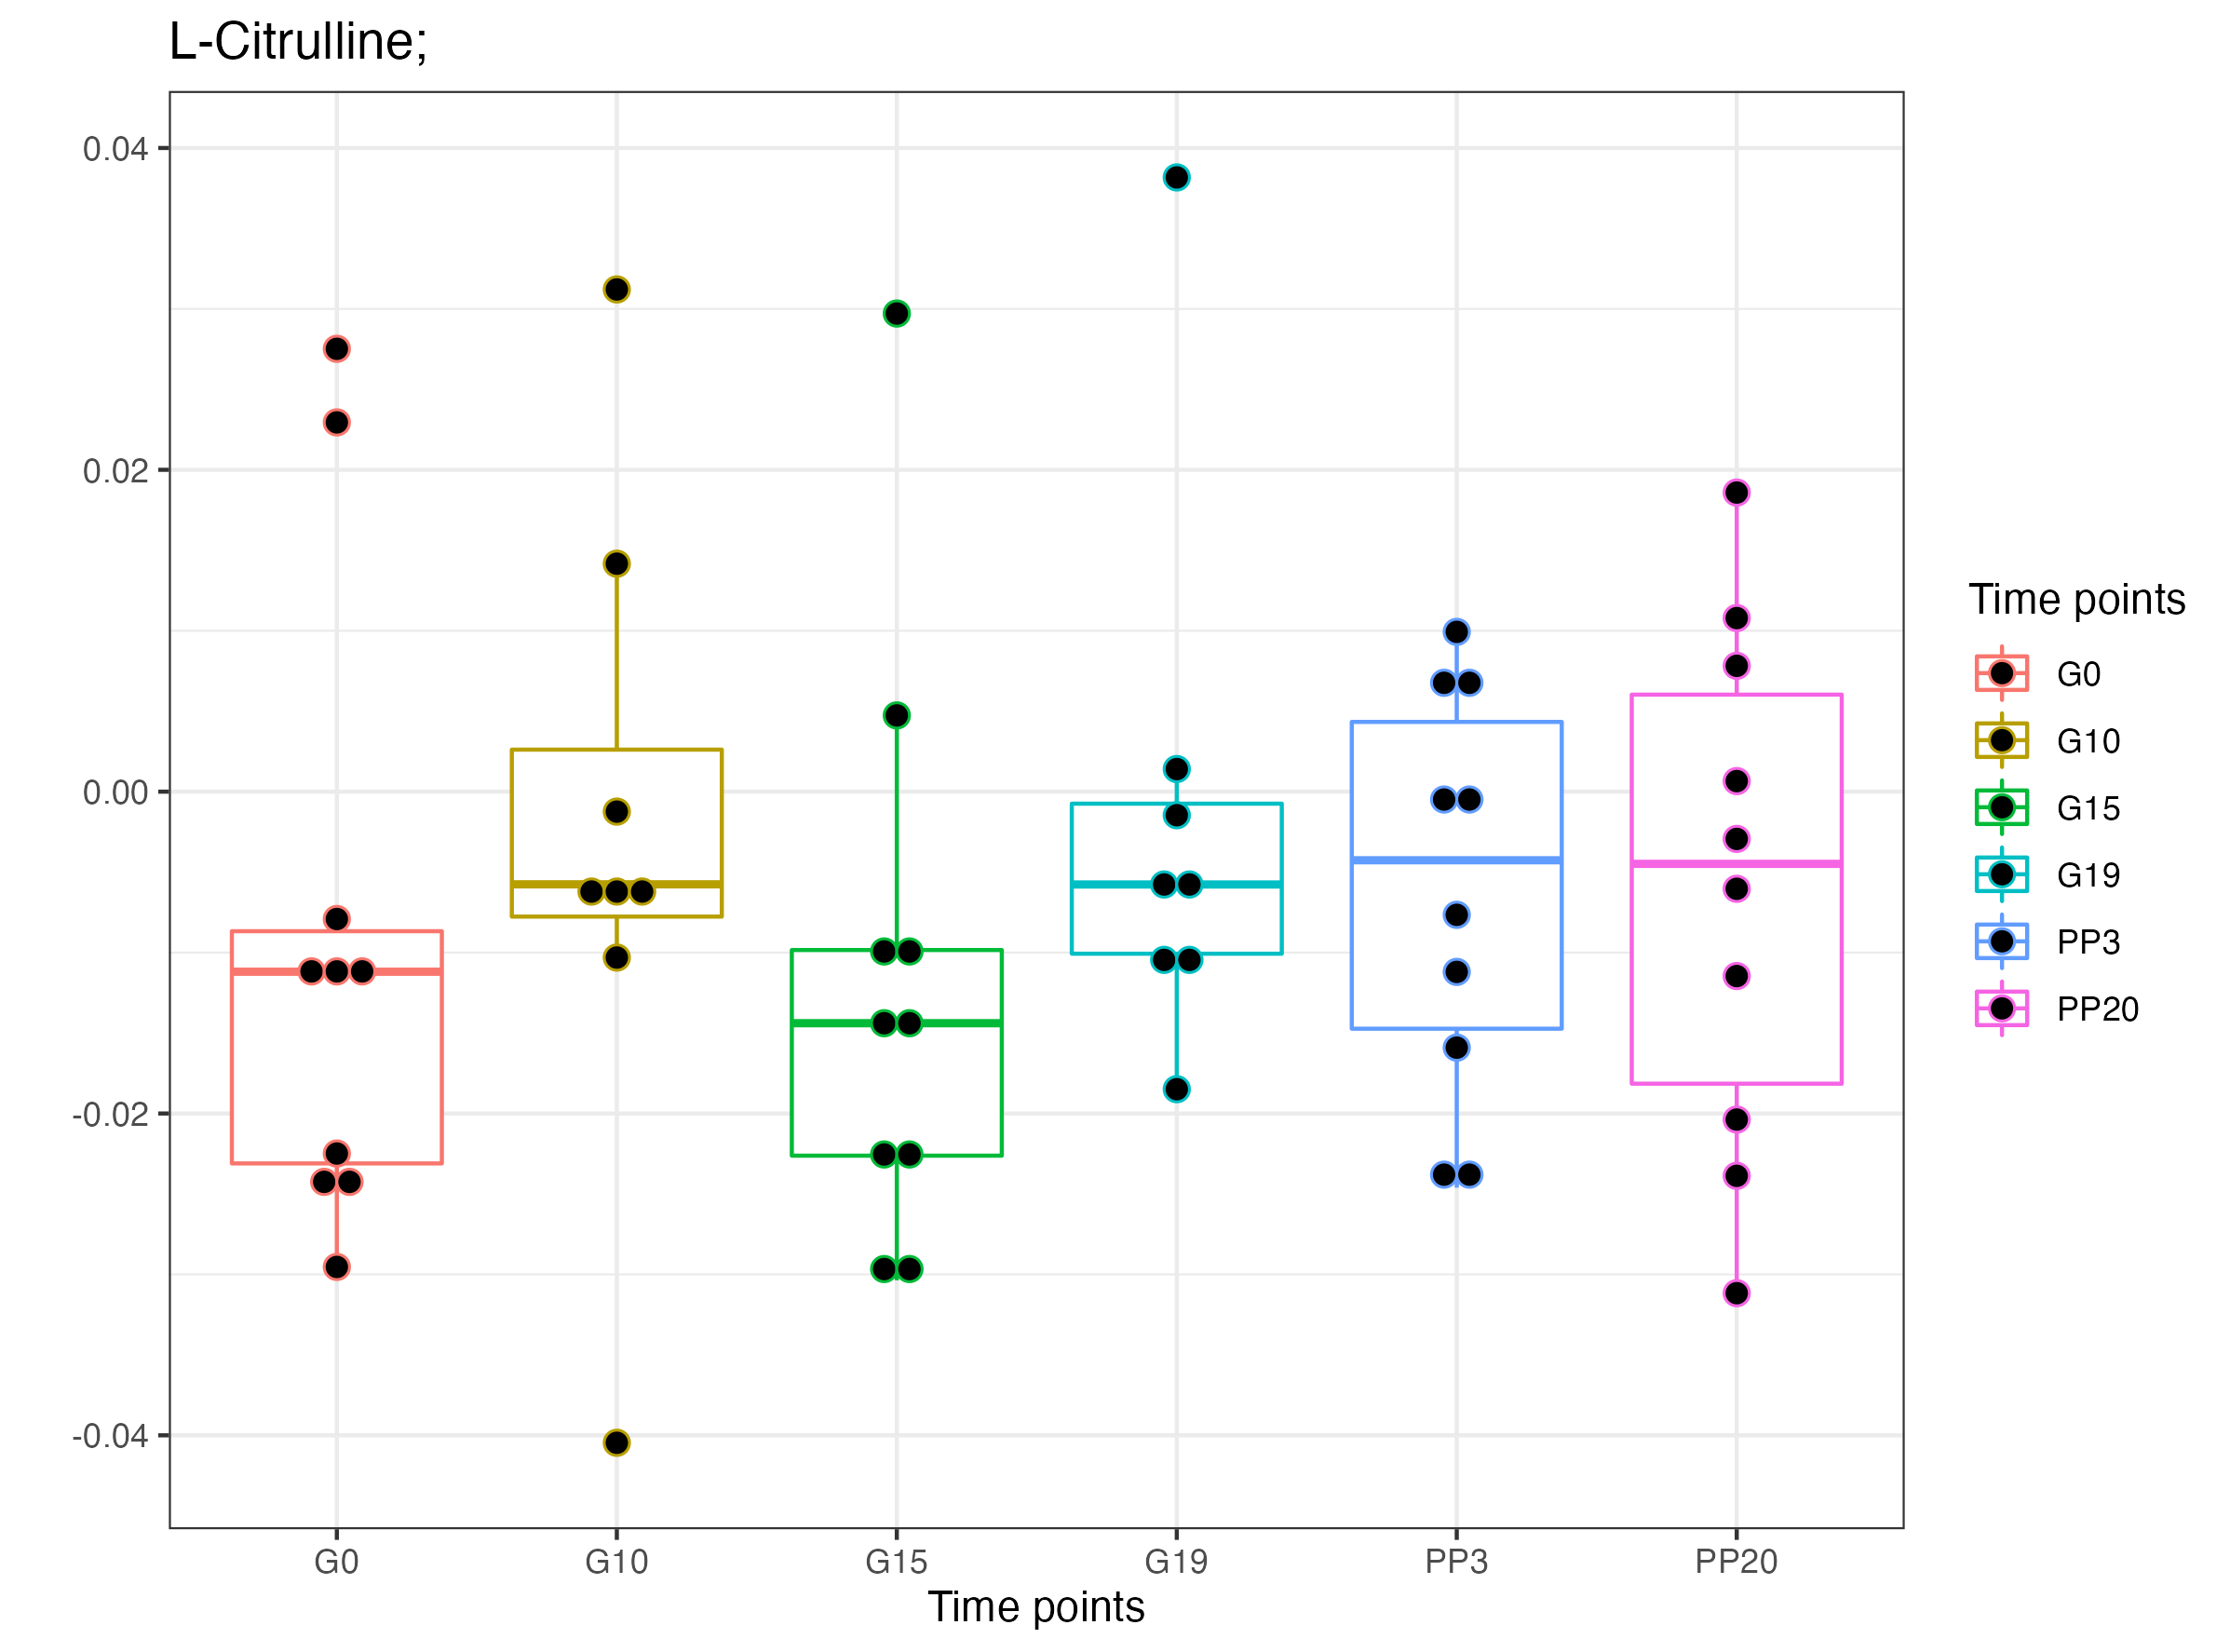 L-Citrulline;
0.04
0.02
0.00
-0.02
-0.04
G0 G10 G15 G19 PP3 PP20
Time points
Time points
G0
G10
G15
G19
PP3
PP20